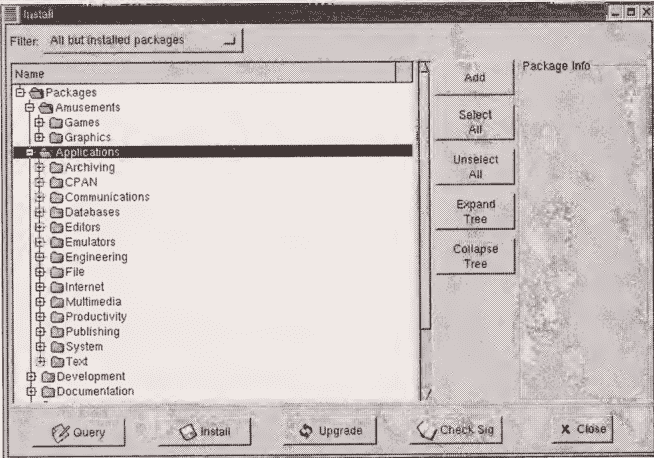 Install
Filter: All but installed packages
Name
Packages
Amusements
Games
Graphics
Applications
Archiving
CPAN
Communications
Databases
Editors
Emulators
Engineering
File
Internet
Multimedia
Productivity
Publishing
System
Text
Development
Documentation
Add
Select
All
Unselect
All
Expand
Tree
Collapse
Tree
Package Info
Query
Install
Upgrade
Check Sig
Close